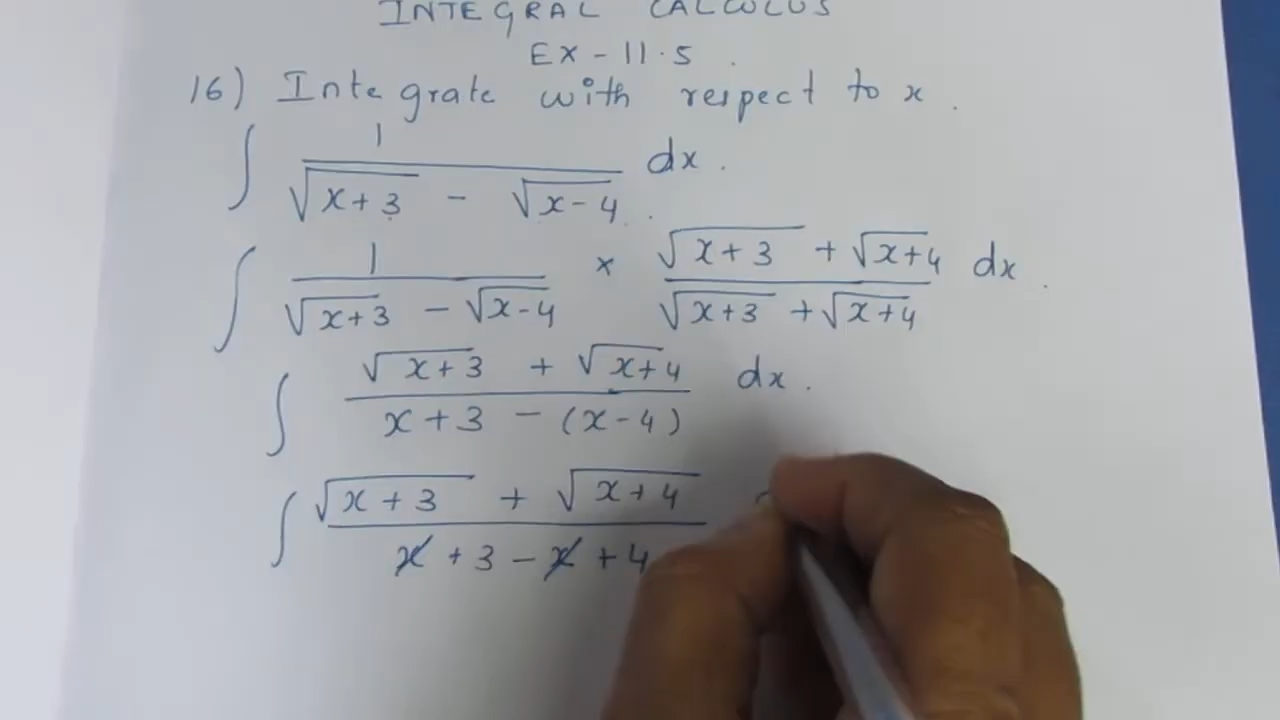 INTEGRAL CALCULUS
EX - 11.5
16) Integrate with respect to x.
∫ 1 / (√(x+3) - √(x-4)) dx.
∫ 1 / (√(x+3) - √(x-4)) × (√(x+3) + √(x+4)) / (√(x+3) + √(x+4)) dx.
∫ (√(x+3) + √(x+4)) / (x+3 - (x-4)) dx.
∫ (√(x+3) + √(x+4)) / (x + 3 - x + 4